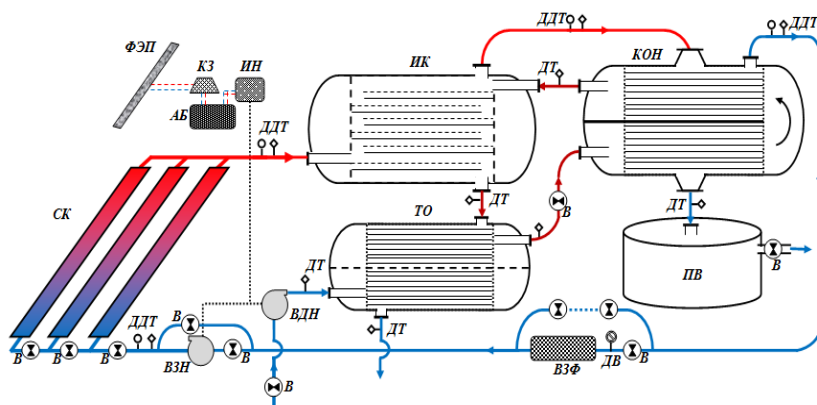 ДДТ
ДДТ
ФЭП
КЗ
ИН
ИК
КОН
ДТ
АБ
ДДТ
ДТ
ДТ
СК
ТО
В
ДТ
ПВ
В
ВДН
ДДТ
В
ДТ
В
В
В
ВЗН
В
ВЗФ
ДВ
В
В